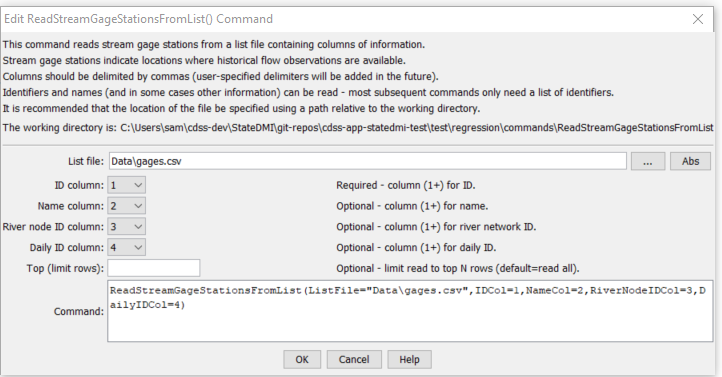 Edit ReadStreamGageStationsFromList() Command
This command reads stream gage stations from a list file containing columns of information.
Stream gage stations indicate locations where historical flow observations are available.
Columns should be delimited by commas (user-specified delimiters will be added in the future).
Identifiers and names (and in some cases other information) can be read - most subsequent commands only need a list of identifiers.
It is recommended that the location of the file be specified using a path relative to the working directory.
The working directory is: C:\Users\sam\cdss-dev\StateDMI\git-repos\cdss-app-statedmi-test\test\regression\commands\ReadStreamGageStationsFromList
List file: Data\gages.csv ... Abs
ID column: 1 Required - column (1+) for ID.
Name column: 2 Optional - column (1+) for name.
River node ID column: 3 Optional - column (1+) for river network ID.
Daily ID column: 4 Optional - column (1+) for daily ID.
Top (limit rows): Optional - limit read to top N rows (default=read all).
Command: ReadStreamGageStationsFromList(ListFile="Data\gages.csv",IDCol=1,NameCol=2,RiverNodeIDCol=3,D
ailyIDCol=4)
OK Cancel Help